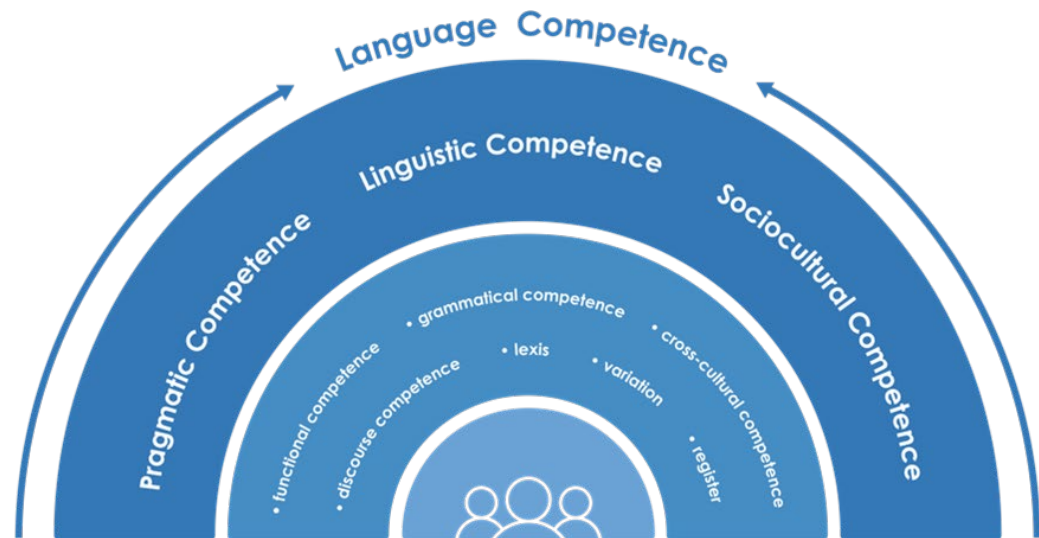 Language Competence
Pragmatic Competence
Linguistic Competence
Sociocultural Competence
• functional competence
• discourse competence
• grammatical competence
• lexis
• variation
• cross-cultural competence
• register